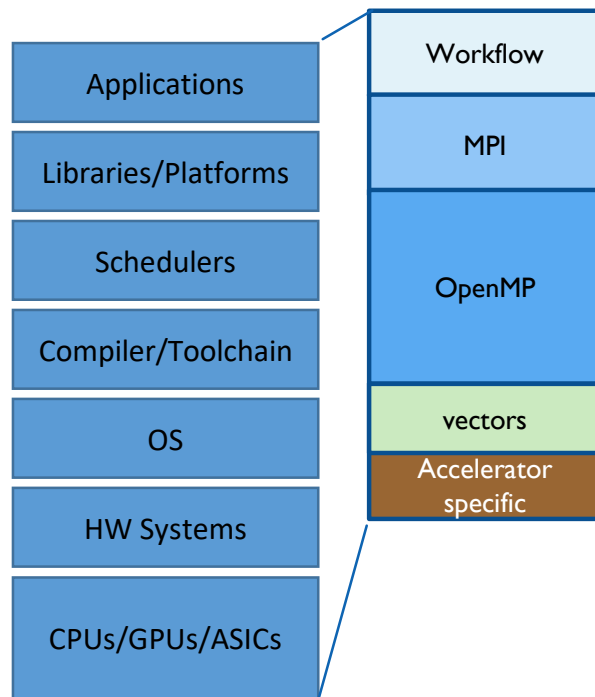 Applications
Libraries/Platforms
Schedulers
Compiler/Toolchain
OS
HW Systems
CPUs/GPUs/ASICs
Workflow
MPI
OpenMP
vectors
Accelerator
specific